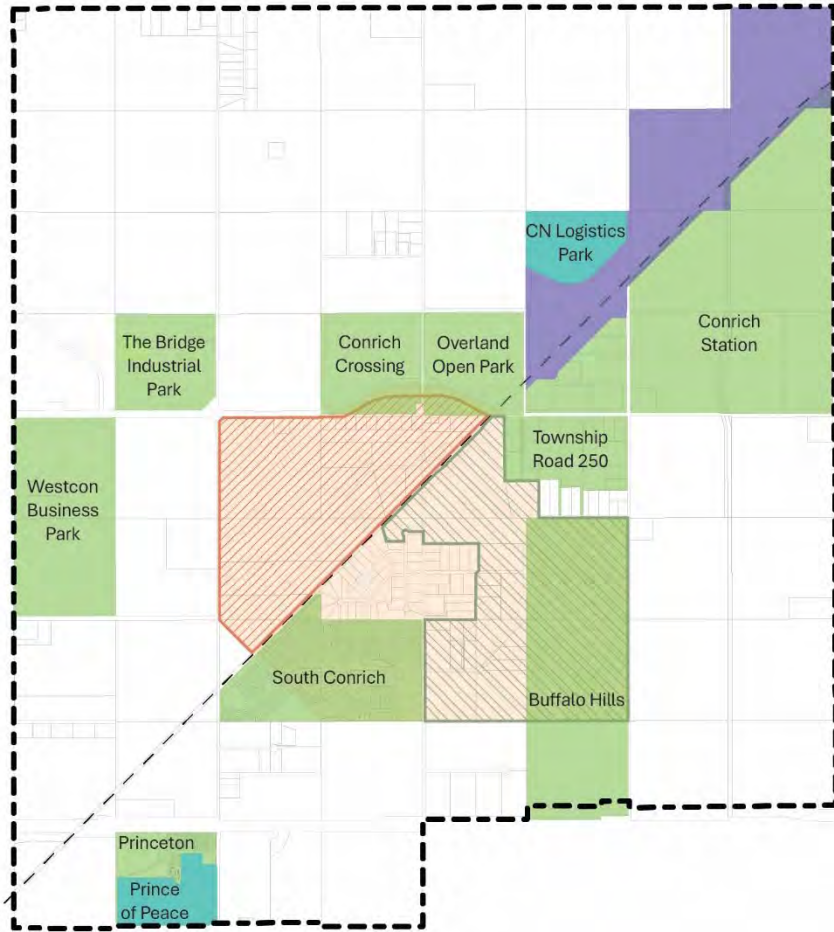 CN Logistics
Park
The Bridge
Industrial
Park
Conrich
Crossing
Overland
Open Park
Conrich
Station
Township
Road 250
Westcon
Business
Park
South Conrich
Buffalo Hills
Princeton
Prince
of Peace